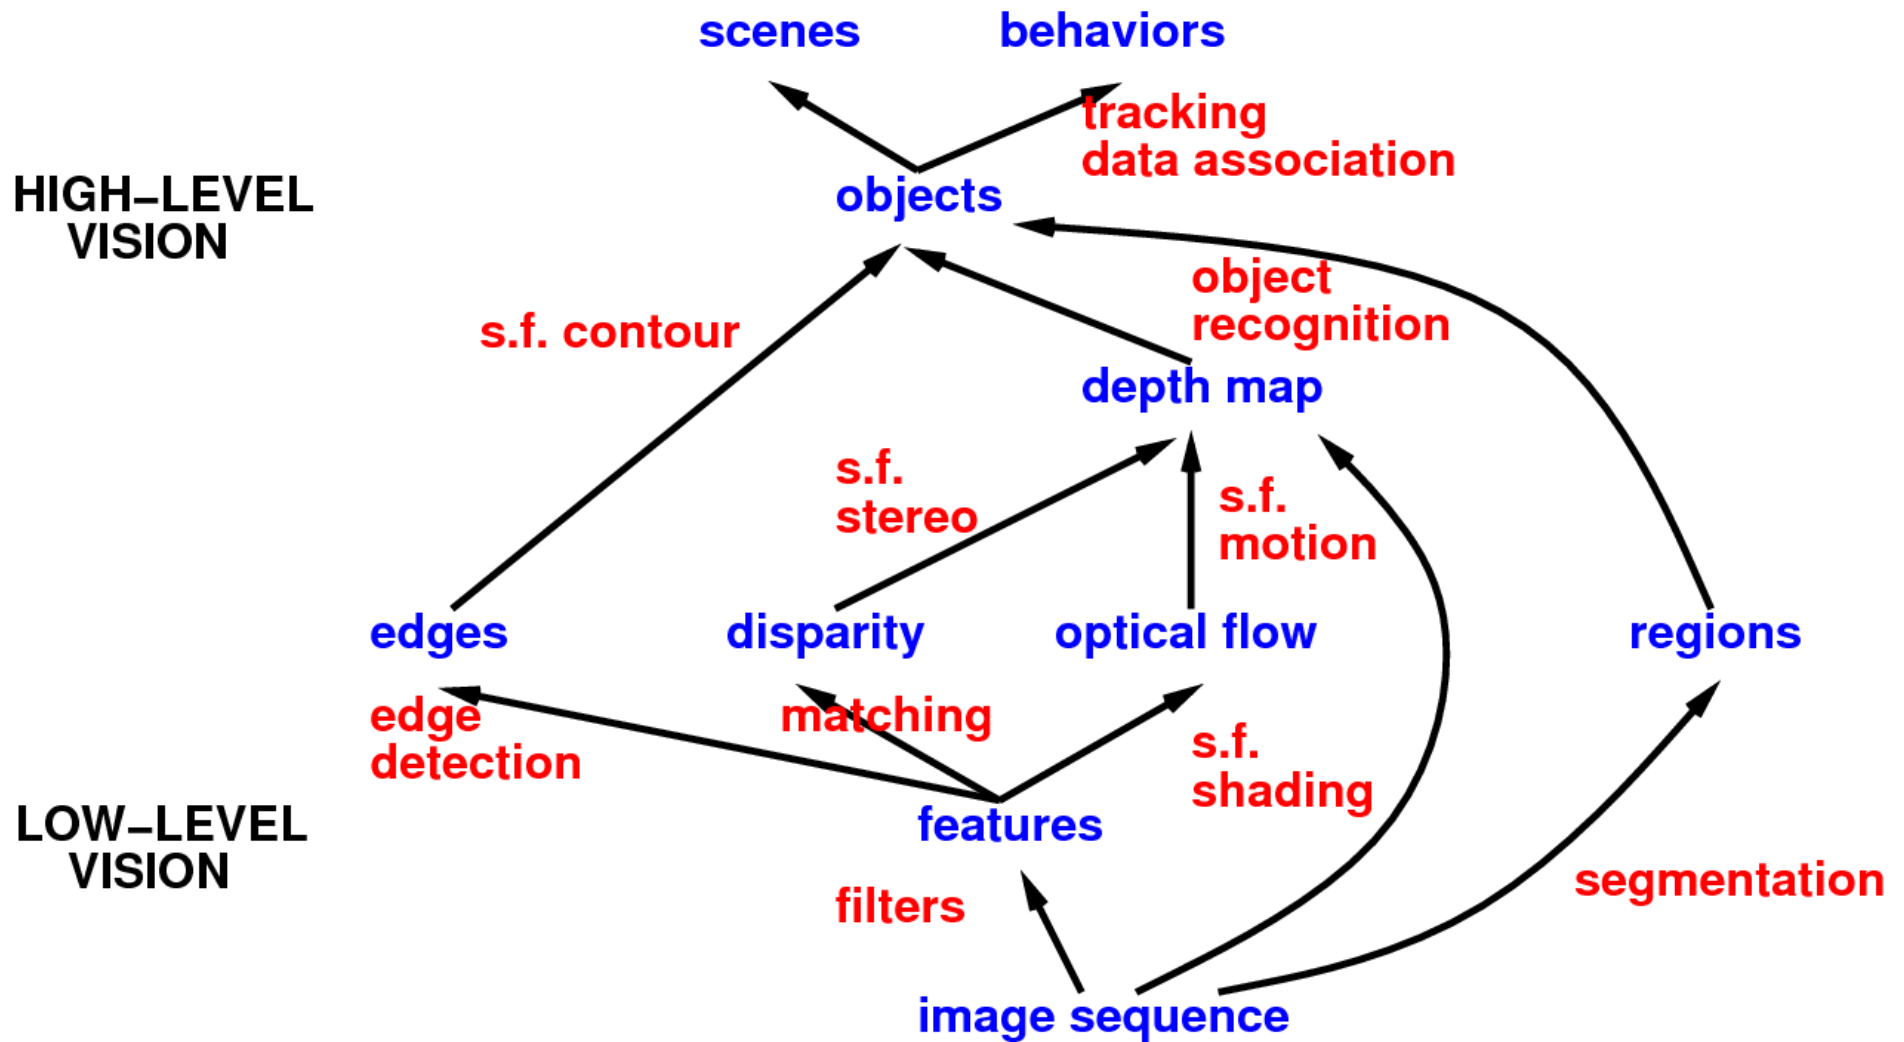 scenes
behaviors
tracking
data association
HIGH–LEVEL
VISION
objects
object
recognition
s.f. contour
depth map
s.f.
stereo
s.f.
motion
edges
disparity
optical flow
regions
edge
detection
matching
s.f.
shading
LOW–LEVEL
VISION
features
filters
segmentation
image sequence